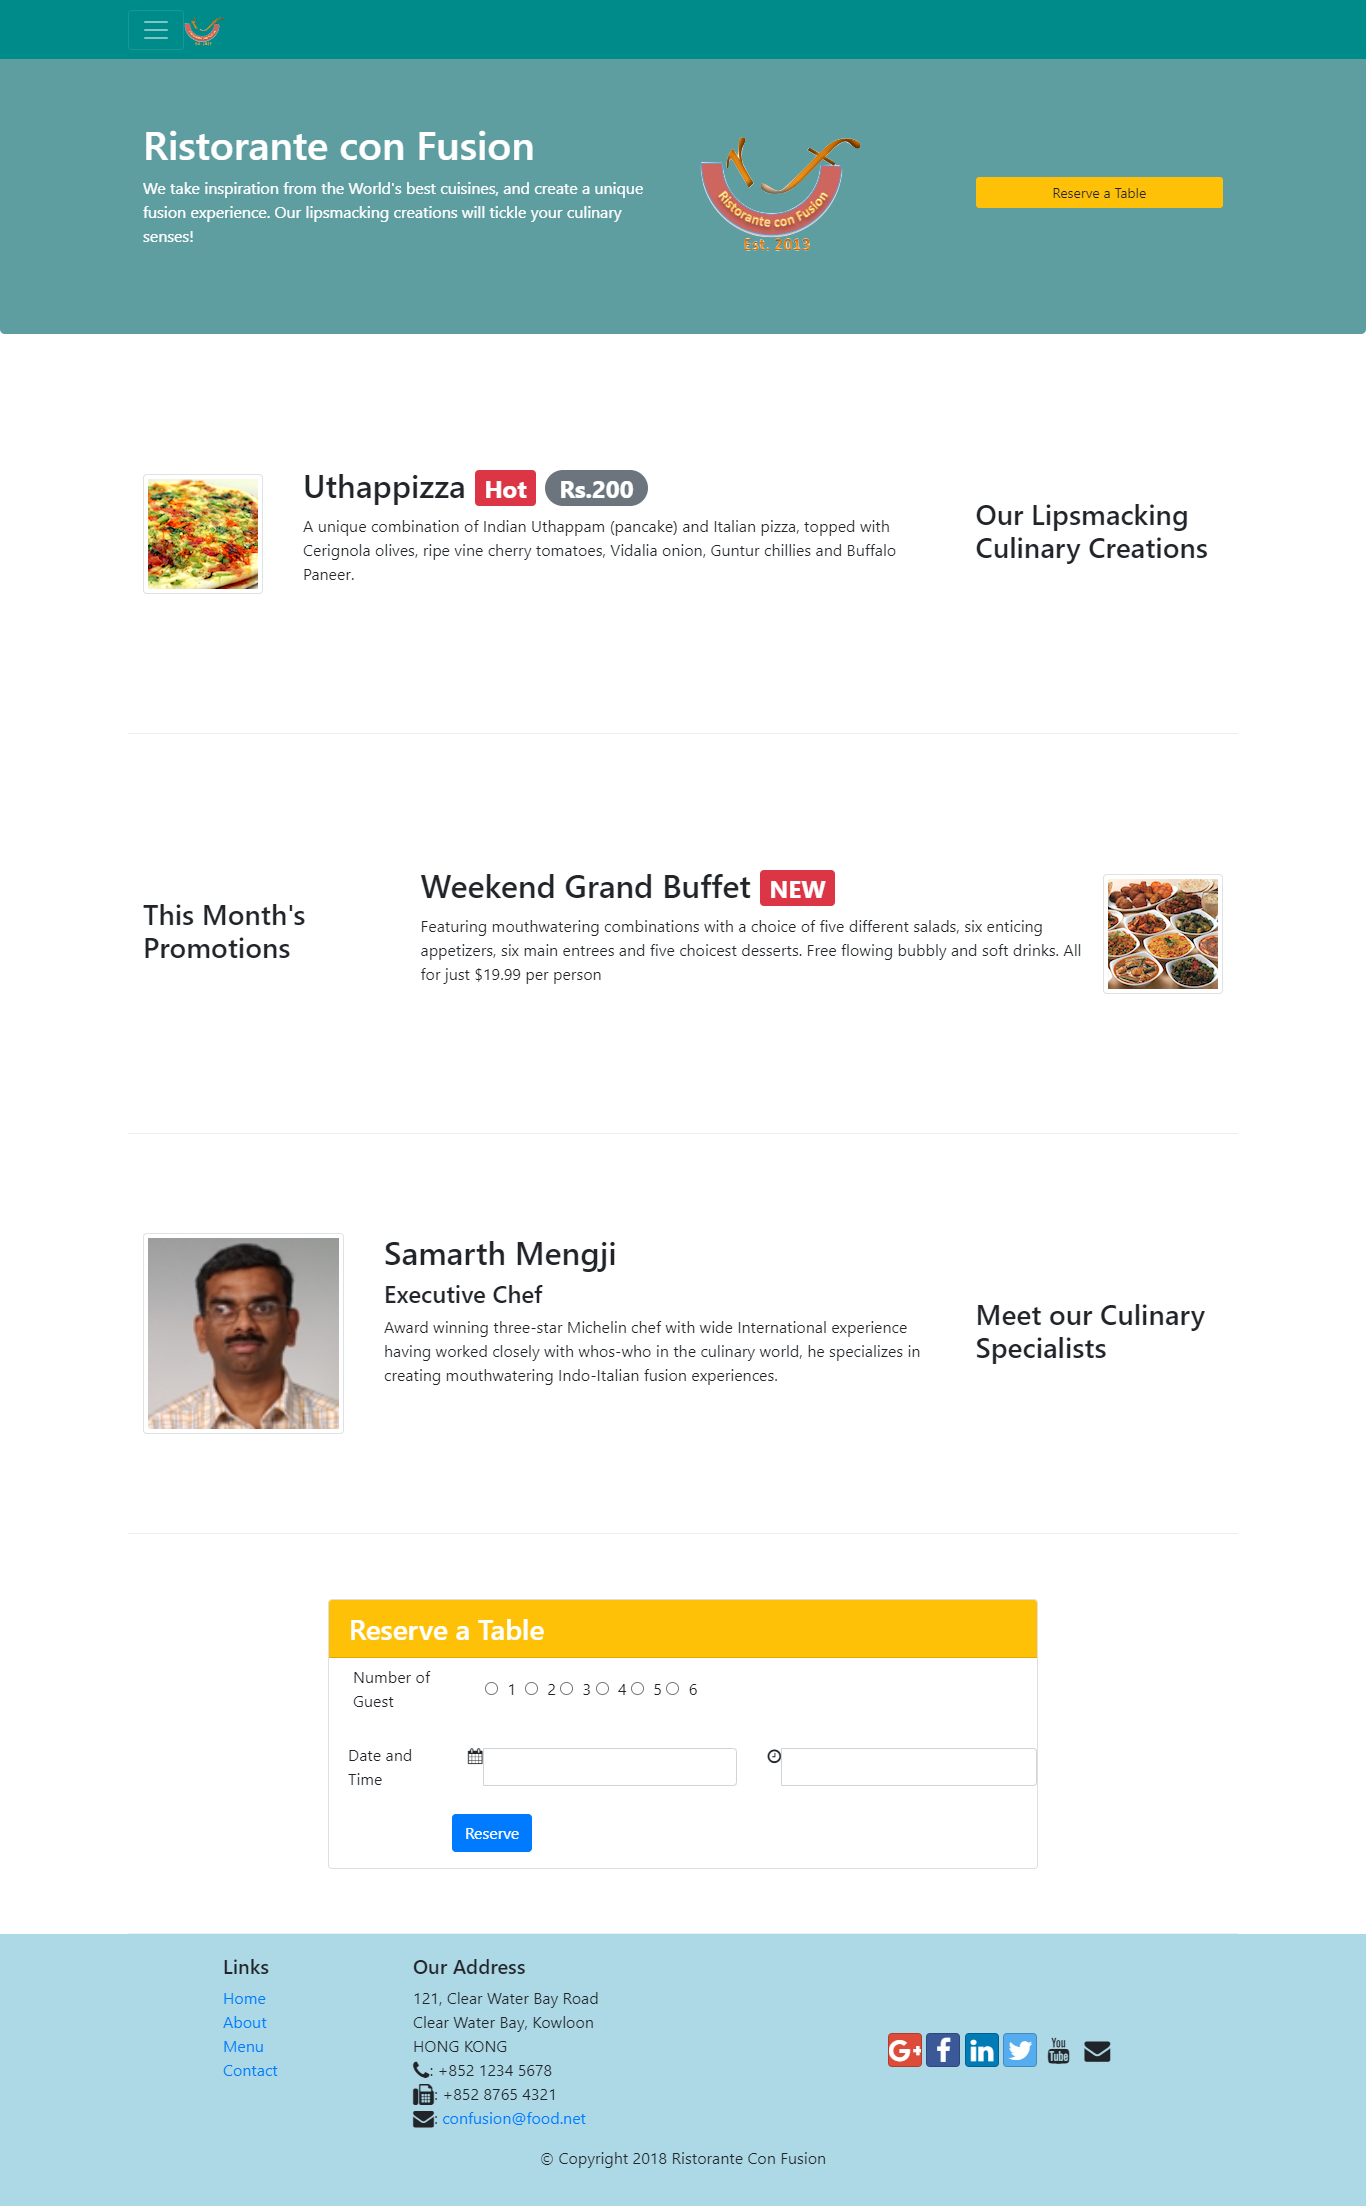 Ristorante con Fusion
We take inspiration from the World's best cuisines, and create a unique
fusion experience. Our lipsmacking creations will tickle your culinary
senses!
Ristorante con Fusion
Est. 2013
Reserve a Table
Uthappizza Hot Rs.200
A unique combination of Indian Uthappam (pancake) and Italian pizza, topped with
Cerignola olives, ripe vine cherry tomatoes, Vidalia onion, Guntur chillies and Buffalo
Paneer.
Our Lipsmacking
Culinary Creations
This Month's
Promotions
Weekend Grand Buffet NEW
Featuring mouthwatering combinations with a choice of five different salads, six enticing
appetizers, six main entrees and five choicest desserts. Free flowing bubbly and soft drinks. All
for just $19.99 per person
Samarth Mengji
Executive Chef
Award winning three-star Michelin chef with wide International experience
having worked closely with whos-who in the culinary world, he specializes in
creating mouthwatering Indo-Italian fusion experiences.
Meet our Culinary
Specialists
Reserve a Table
Number of
Guest
1 2 3 4 5 6
Date and
Time
Reserve
Links
Home
About
Menu
Contact
Our Address
121, Clear Water Bay Road
Clear Water Bay, Kowloon
HONG KONG
: +852 1234 5678
: +852 8765 4321
: confusion@food.net
G+ f in You
Tube
© Copyright 2018 Ristorante Con Fusion